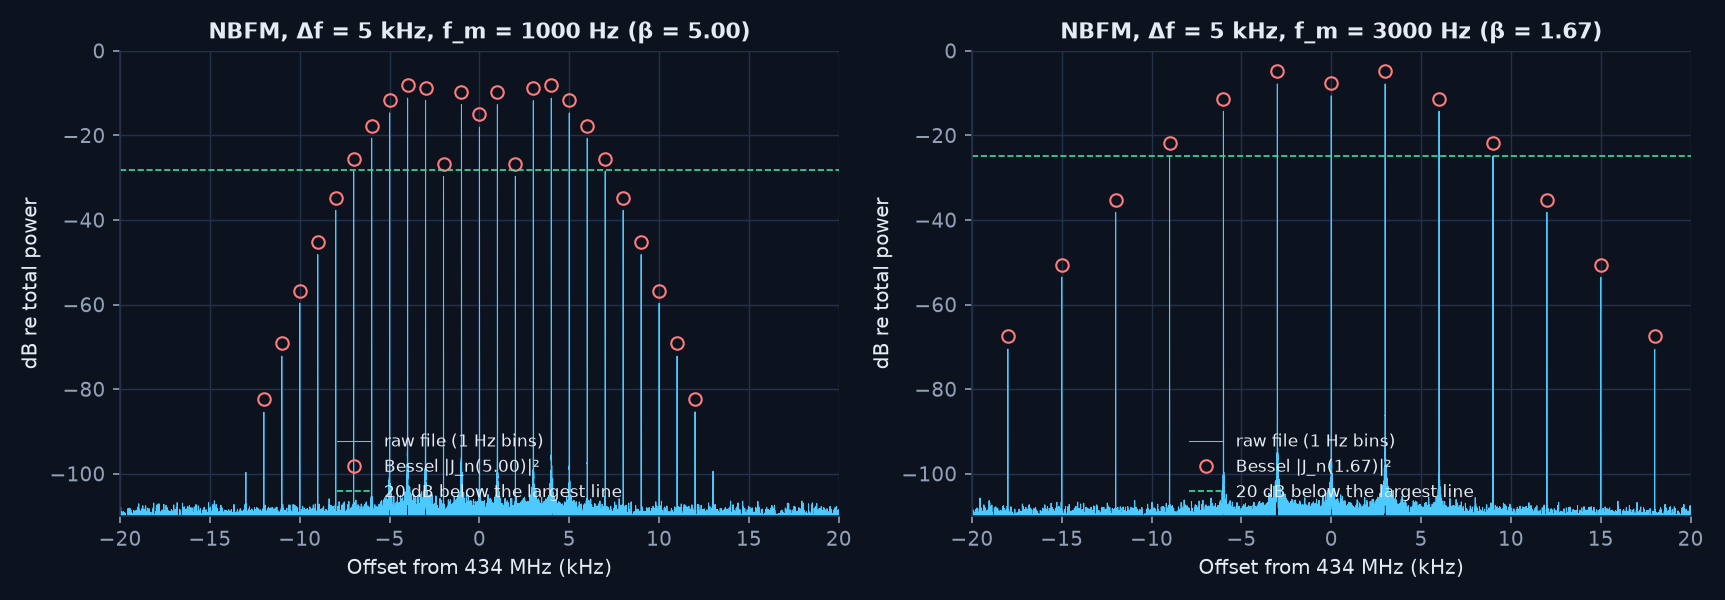 NBFM, Δf = 5 kHz, f_m = 1000 Hz (β = 5.00)
dB re total power
0
−20
−40
−60
−80
−100
raw file (1 Hz bins)
Bessel |J_n(5.00)|²
20 dB below the largest line
−20 −15 −10 −5 0 5 10 15 20
Offset from 434 MHz (kHz)
NBFM, Δf = 5 kHz, f_m = 3000 Hz (β = 1.67)
dB re total power
0
−20
−40
−60
−80
−100
raw file (1 Hz bins)
Bessel |J_n(1.67)|²
20 dB below the largest line
−20 −15 −10 −5 0 5 10 15 20
Offset from 434 MHz (kHz)